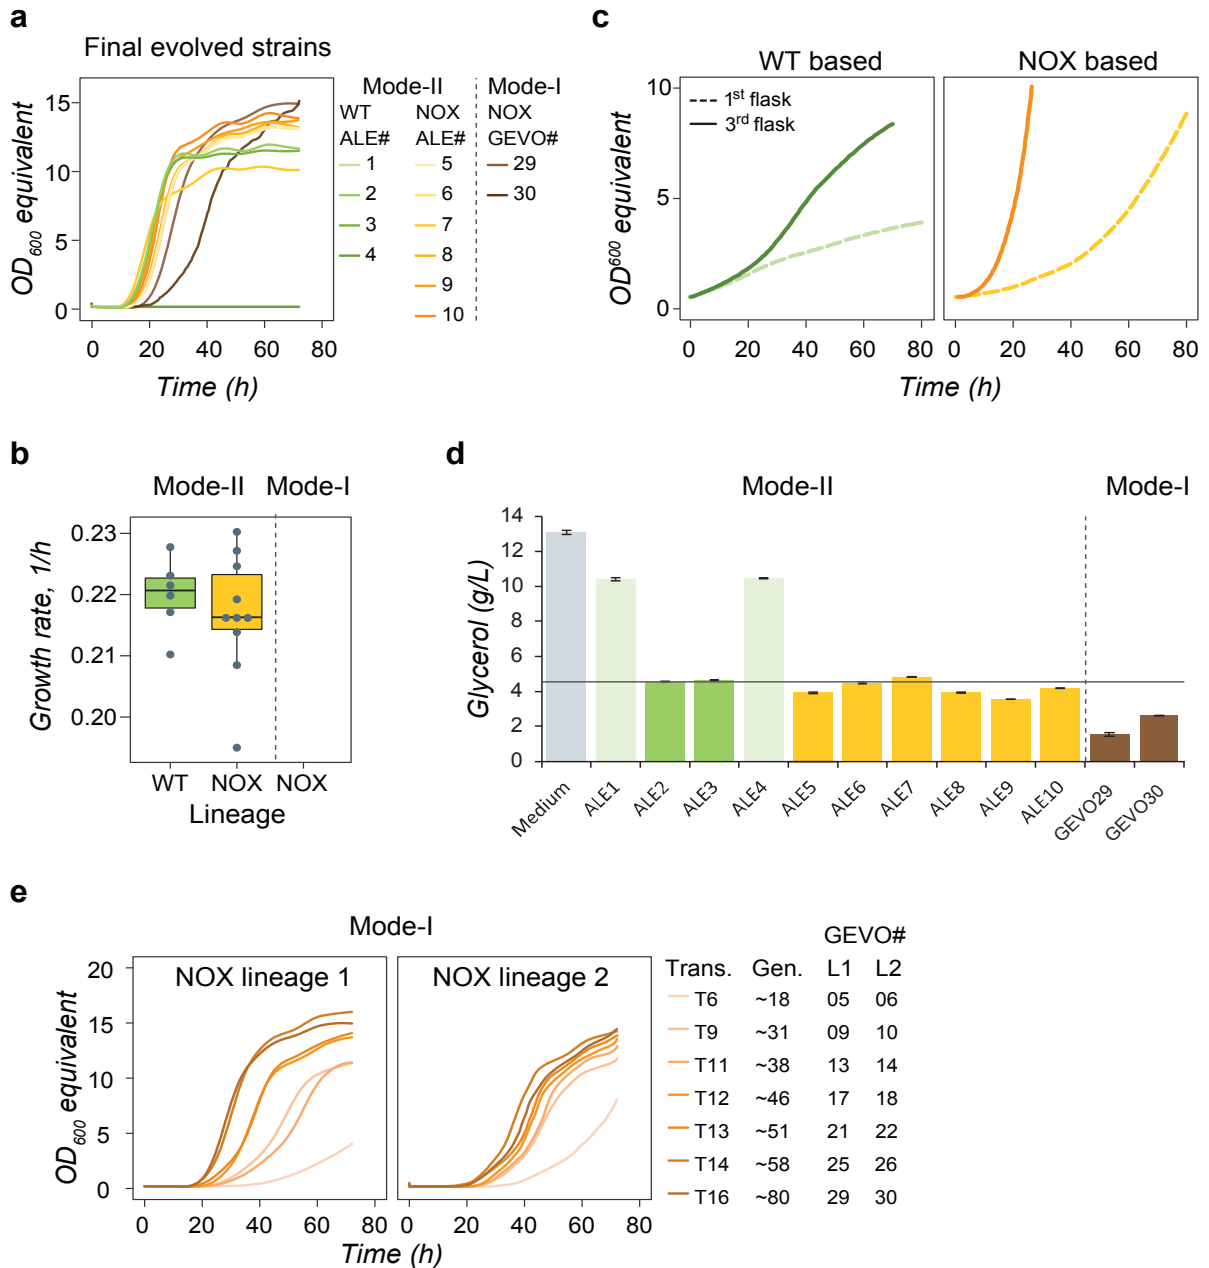 a
Final evolved strains
15
10
5
0
OD600 equivalent
0 20 40 60 80
Time (h)
Mode-II Mode-I
WT NOX NOX
ALE# ALE# GEVO#
1 5 29
2 6 30
3 7
4 8
9
10
c
WT based NOX based
1st flask
3rd flask
10
5
0
OD600 equivalent
0 20 40 60 80 0 20 40 60 80
Time (h)
b
Mode-II Mode-I
0.23
0.22
0.21
0.20
Growth rate, 1/h
WT NOX NOX
Lineage
d
Mode-II Mode-I
14
12
10
8
6
4
2
0
Glycerol (g/L)
Medium ALE1 ALE2 ALE3 ALE4 ALE5 ALE6 ALE7 ALE8 ALE9 ALE10 GEVO29 GEVO30
e
Mode-I
NOX lineage 1 NOX lineage 2
20
15
10
5
0
OD600 equivalent
0 20 40 60 80 0 20 40 60 80
Time (h)
GEVO#
Trans. Gen. L1 L2
T6 ~18 05 06
T9 ~31 09 10
T11 ~38 13 14
T12 ~46 17 18
T13 ~51 21 22
T14 ~58 25 26
T16 ~80 29 30